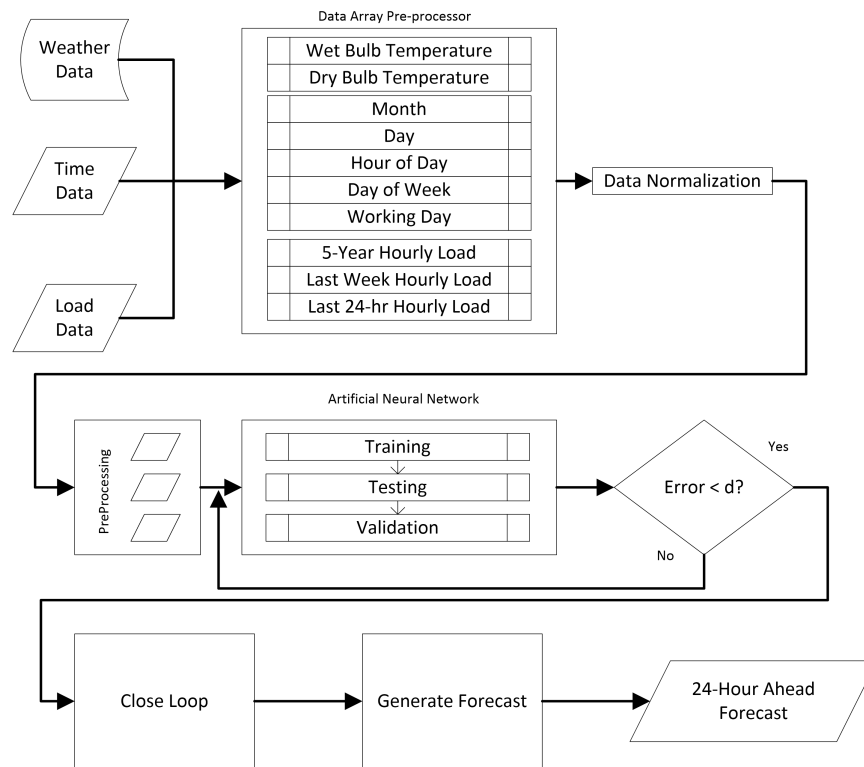 Data Array Pre-processor
Weather
Data
Time
Data
Load
Data
Wet Bulb Temperature
Dry Bulb Temperature
Month
Day
Hour of Day
Day of Week
Working Day
5-Year Hourly Load
Last Week Hourly Load
Last 24-hr Hourly Load
Data Normalization
Artificial Neural Network
PreProcessing
Training
Testing
Validation
Error < d?
Yes
No
Close Loop
Generate Forecast
24-Hour Ahead
Forecast